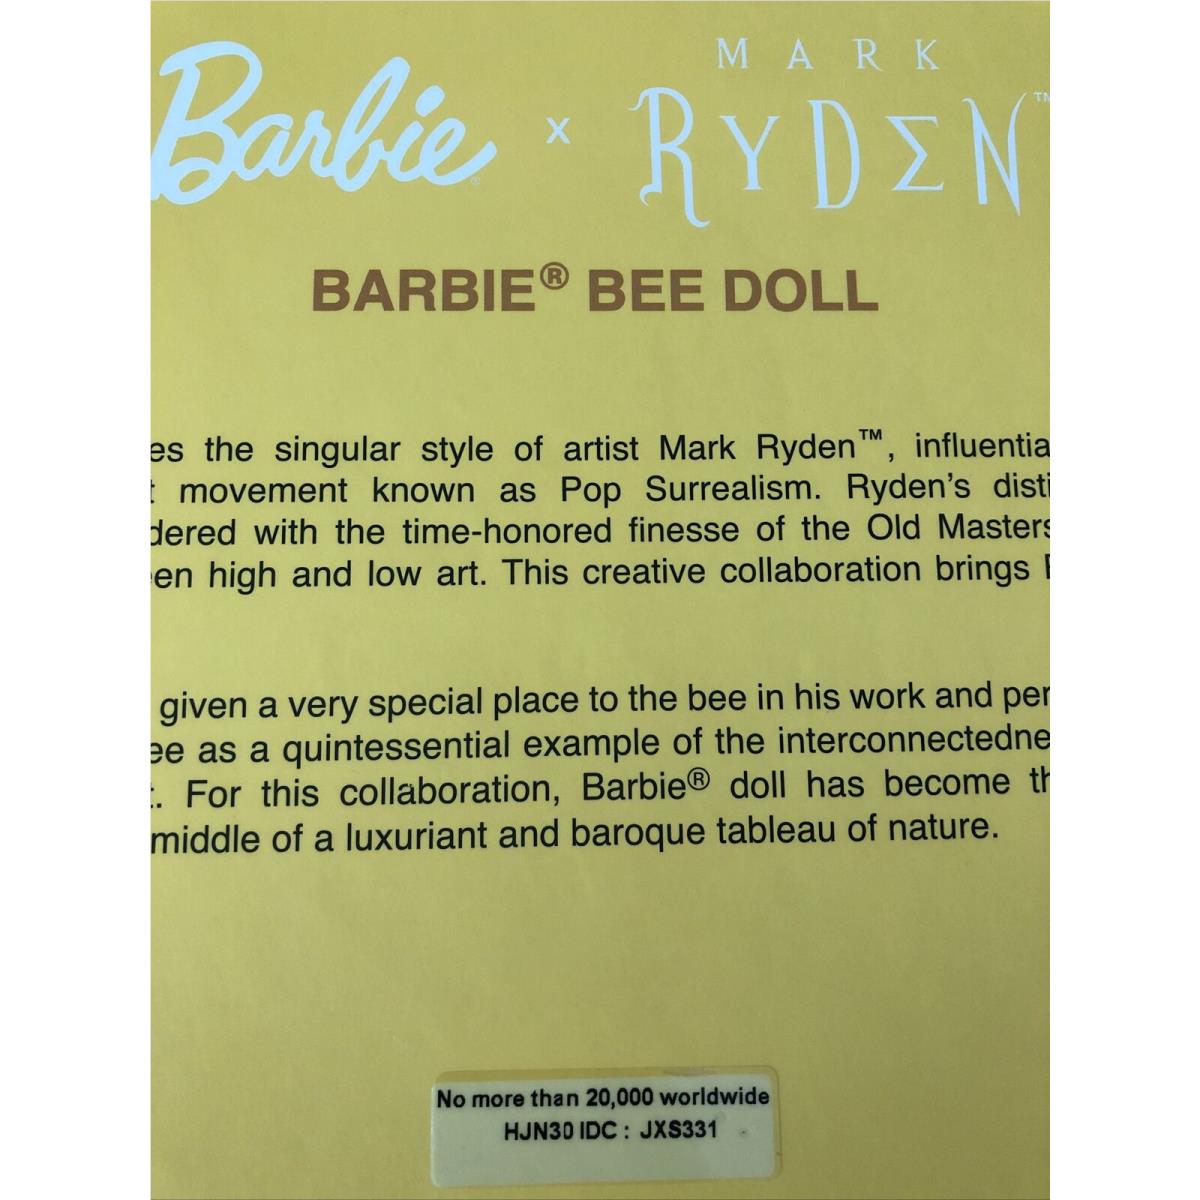 Barbie® x MARK RYDEN™
BARBIE® BEE DOLL
es the singular style of artist Mark Ryden™, influentia
movement known as Pop Surrealism. Ryden's disti
dered with the time-honored finesse of the Old Masters
en high and low art. This creative collaboration brings
given a very special place to the bee in his work and per
ee as a quintessential example of the interconnectedne
. For this collaboration, Barbie® doll has become th
middle of a luxuriant and baroque tableau of nature.
No more than 20,000 worldwide
HJN30 IDC : JXS331